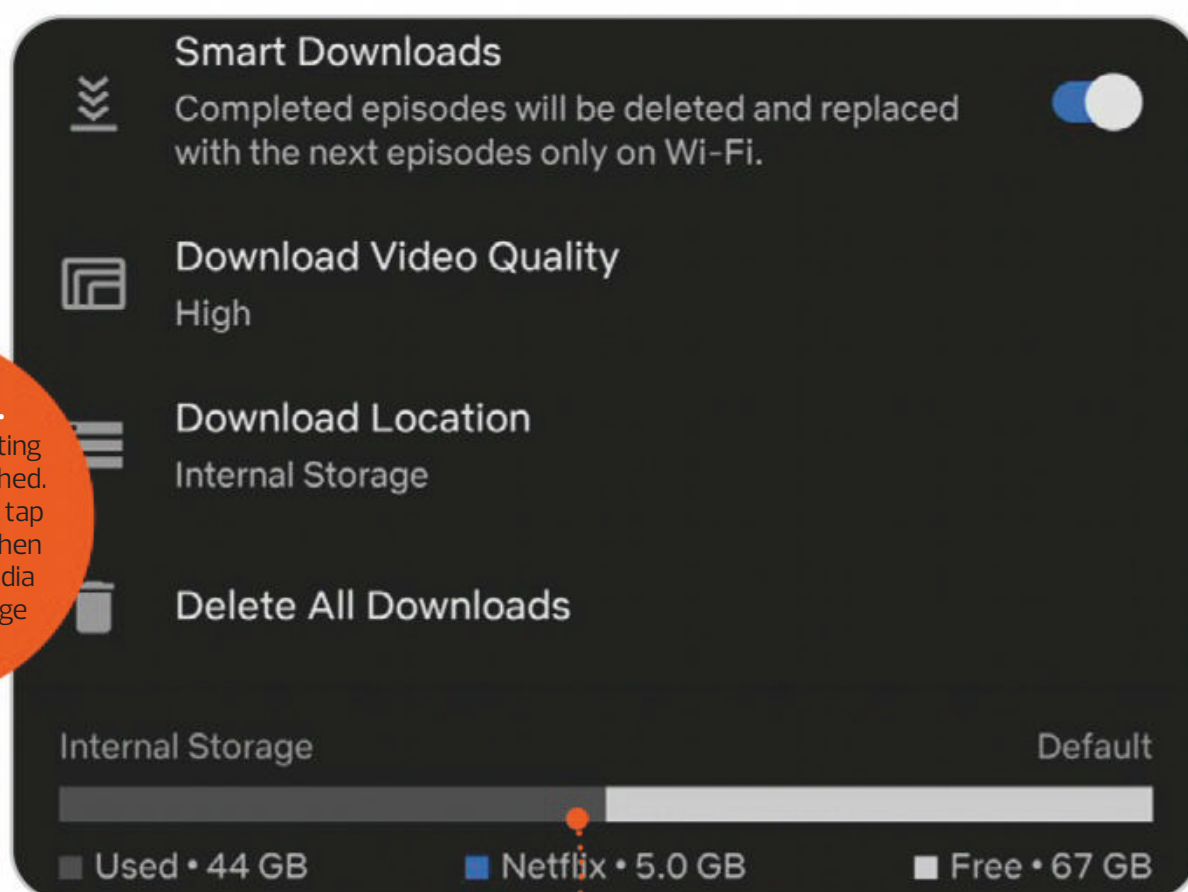 Smart Downloads
Completed episodes will be deleted and replaced
with the next episodes only on Wi-Fi.
Download Video Quality
High
Download Location
Internal Storage
Delete All Downloads
tap
Internal Storage
Default
Used • 44 GB
Netflix • 5.0 GB
Free • 67 GB